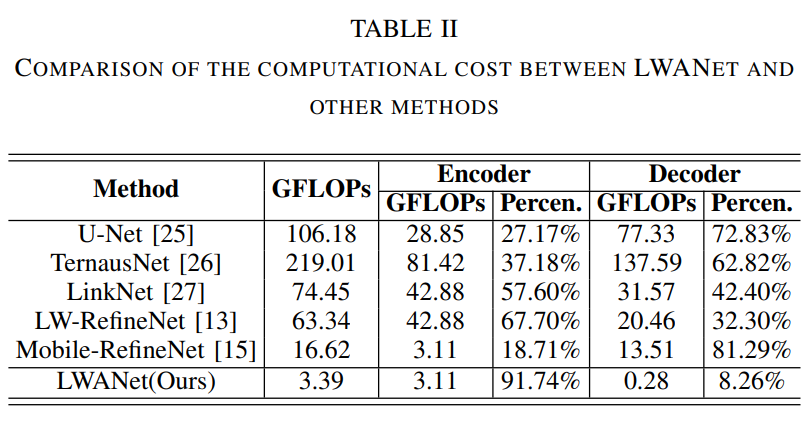 TABLE II
COMPARISON OF THE COMPUTATIONAL COST BETWEEN LWANET AND
OTHER METHODS
Method GFLOPs Encoder Decoder
GFLOPs Percen. GFLOPs Percen.
U-Net [25] 106.18 28.85 27.17% 77.33 72.83%
TernausNet [26] 219.01 81.42 37.18% 137.59 62.82%
LinkNet [27] 74.45 42.88 57.60% 31.57 42.40%
LW-RefineNet [13] 63.34 42.88 67.70% 20.46 32.30%
Mobile-RefineNet [15] 16.62 3.11 18.71% 13.51 81.29%
LWANet(Ours) 3.39 3.11 91.74% 0.28 8.26%